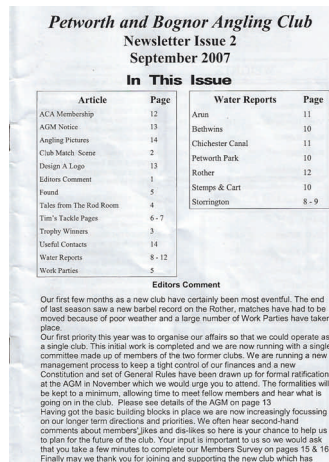 Petworth and Bognor Angling Club
Newsletter Issue 2
September 2007
In This Issue
Article Page
ACA Membership 12
AGM Notice 13
Angling Pictures 14
Club Match Scene 2
Design A Logo 13
Editors Comment 1
Found 5
Tales from The Rod Room 4
Tim's Tackle Pages 6 - 7
Trophy Winners 3
Useful Contacts 14
Water Reports 8 - 12
Work Parties 5
Water Reports Page
Arun 11
Bethwins 10
Chichester Canal 11
Petworth Park 10
Rother 12
Stemps & Cart 10
Storrington 8 - 9
Editors Comment
Our first few months as a new club have certainly been most eventful. The end
of last season saw a new barbel record on the Rother, matches have had to be
moved because of poor weather and a large number of Work Parties have taken
place.
Our first priority this year was to organise our affairs so that we could operate as
a single club. This initial work is completed and we are now running with a single
committee made up of members of the two former clubs. We are running a new
management process to keep a tight control of our finances and a new
Constitution and set of General Rules have been drawn up for formal ratification
at the AGM in November which we would urge you to attend. The formalities will
be kept to a minimum, allowing time to meet fellow members and hear what is
going on in the club. Please see details of the AGM on page 13
Having got the basic building blocks in place we are now increasingly focussing
on our longer term directions and priorities. We often hear second-hand
comments about members' likes and dis-likes so here is your chance to help us
to plan for the future of the club. Your input is important to us so we would ask
that you take a few minutes to complete our Members Survey on pages 15 & 16
Finally may we thank you for joining and supporting the new club which has